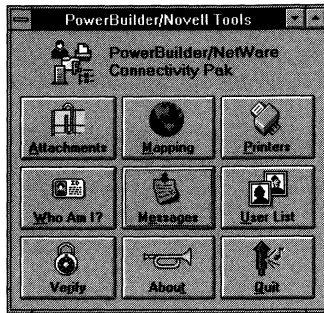 PowerBuilder/Novell Tools
PowerBuilder/NetWare
Connectivity Pak
Attachments Mapping Printers
Who Am I? Messages User List
Verify About Quit